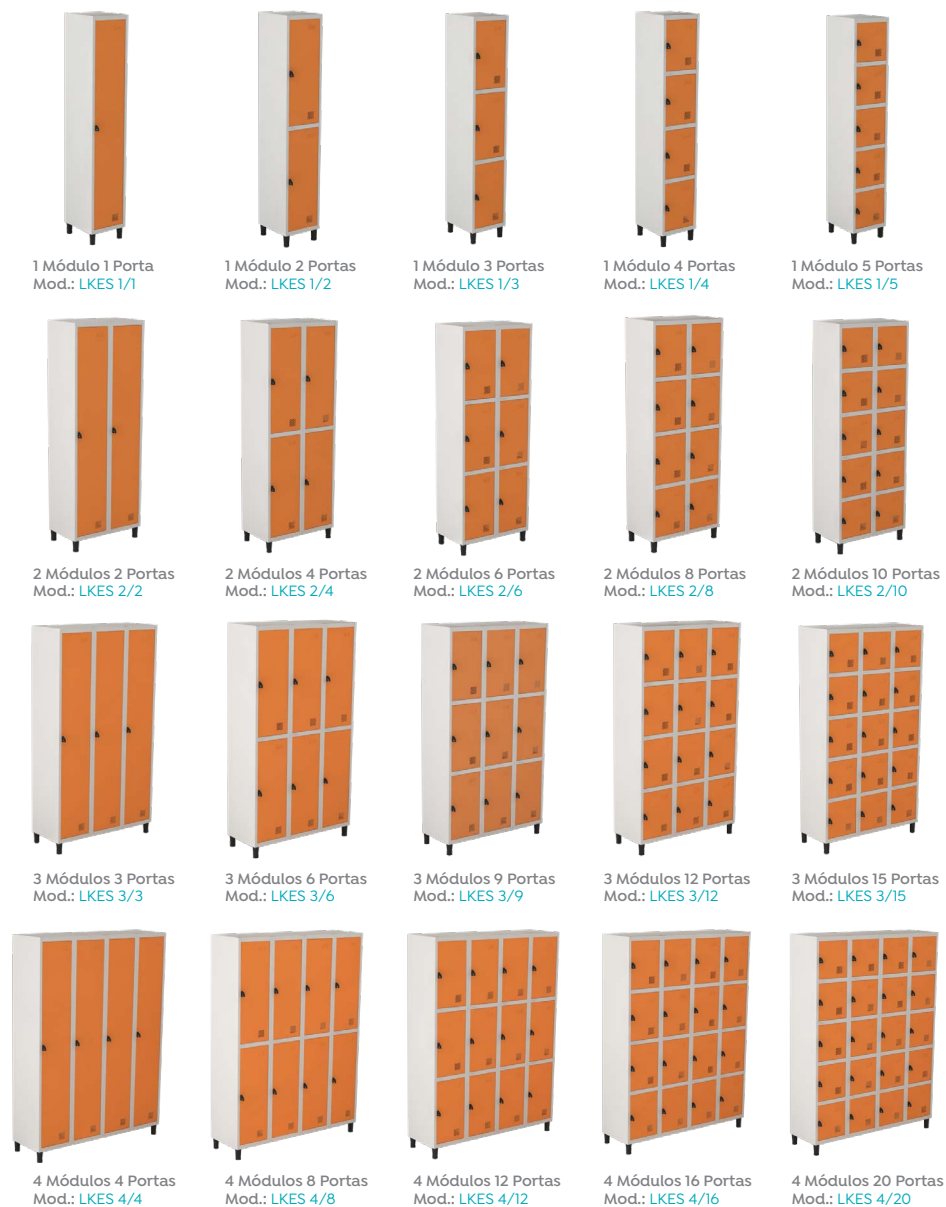 1 Módulo 1 Porta
Mod.: LKES 1/1
1 Módulo 2 Portas
Mod.: LKES 1/2
1 Módulo 3 Portas
Mod.: LKES 1/3
1 Módulo 4 Portas
Mod.: LKES 1/4
1 Módulo 5 Portas
Mod.: LKES 1/5
2 Módulos 2 Portas
Mod.: LKES 2/2
2 Módulos 4 Portas
Mod.: LKES 2/4
2 Módulos 6 Portas
Mod.: LKES 2/6
2 Módulos 8 Portas
Mod.: LKES 2/8
2 Módulos 10 Portas
Mod.: LKES 2/10
3 Módulos 3 Portas
Mod.: LKES 3/3
3 Módulos 6 Portas
Mod.: LKES 3/6
3 Módulos 9 Portas
Mod.: LKES 3/9
3 Módulos 12 Portas
Mod.: LKES 3/12
3 Módulos 15 Portas
Mod.: LKES 3/15
4 Módulos 4 Portas
Mod.: LKES 4/4
4 Módulos 8 Portas
Mod.: LKES 4/8
4 Módulos 12 Portas
Mod.: LKES 4/12
4 Módulos 16 Portas
Mod.: LKES 4/16
4 Módulos 20 Portas
Mod.: LKES 4/20